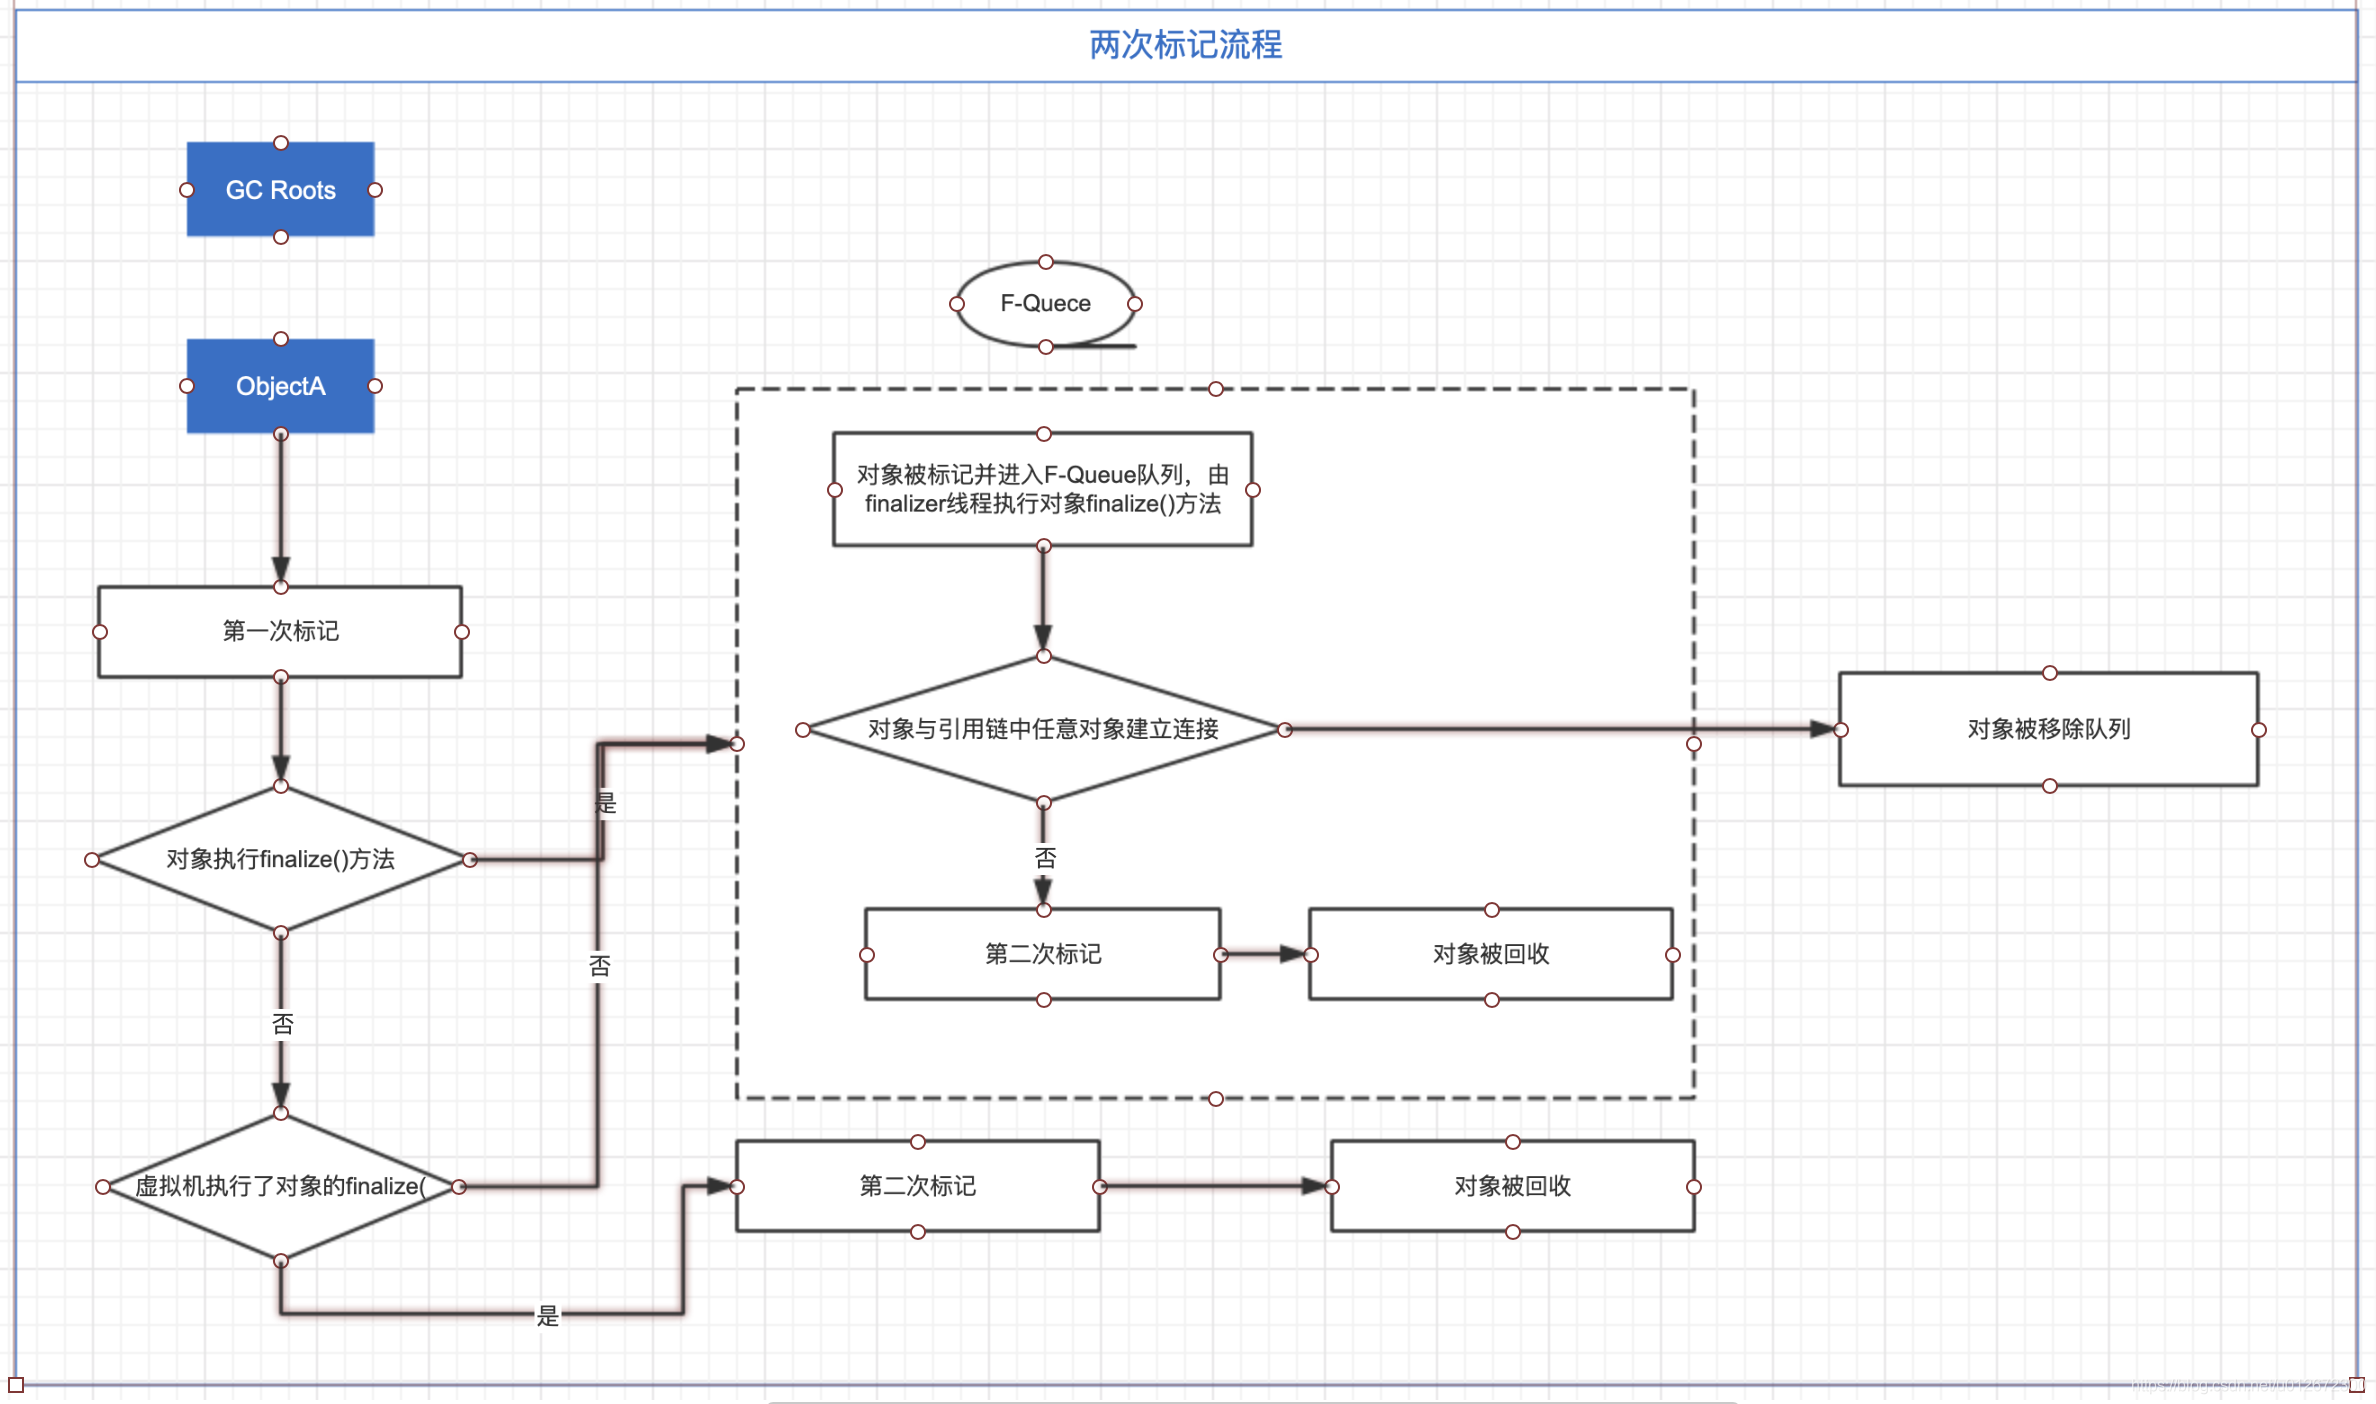 两次标记流程
GC Roots
F-Quece
ObjectA
对象被标记并进入F-Queue队列，由
finalizer线程执行对象finalize()方法
第一次标记
对象与引用链中任意对象建立连接
对象被移除队列
是
对象执行finalize()方法
否
第二次标记
对象被回收
否
否
虚拟机执行了对象的finalize(
第二次标记
对象被回收
是